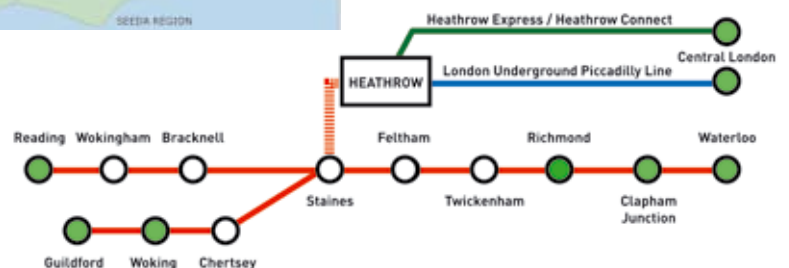 SEEDA REGION
Heathrow Express / Heathrow Connect
Central London
HEATHROW
London Underground Piccadilly Line
Reading Wokingham Bracknell Feltham Richmond Waterloo
Staines Twickenham Clapham
Junction
Guildford Woking Chertsey